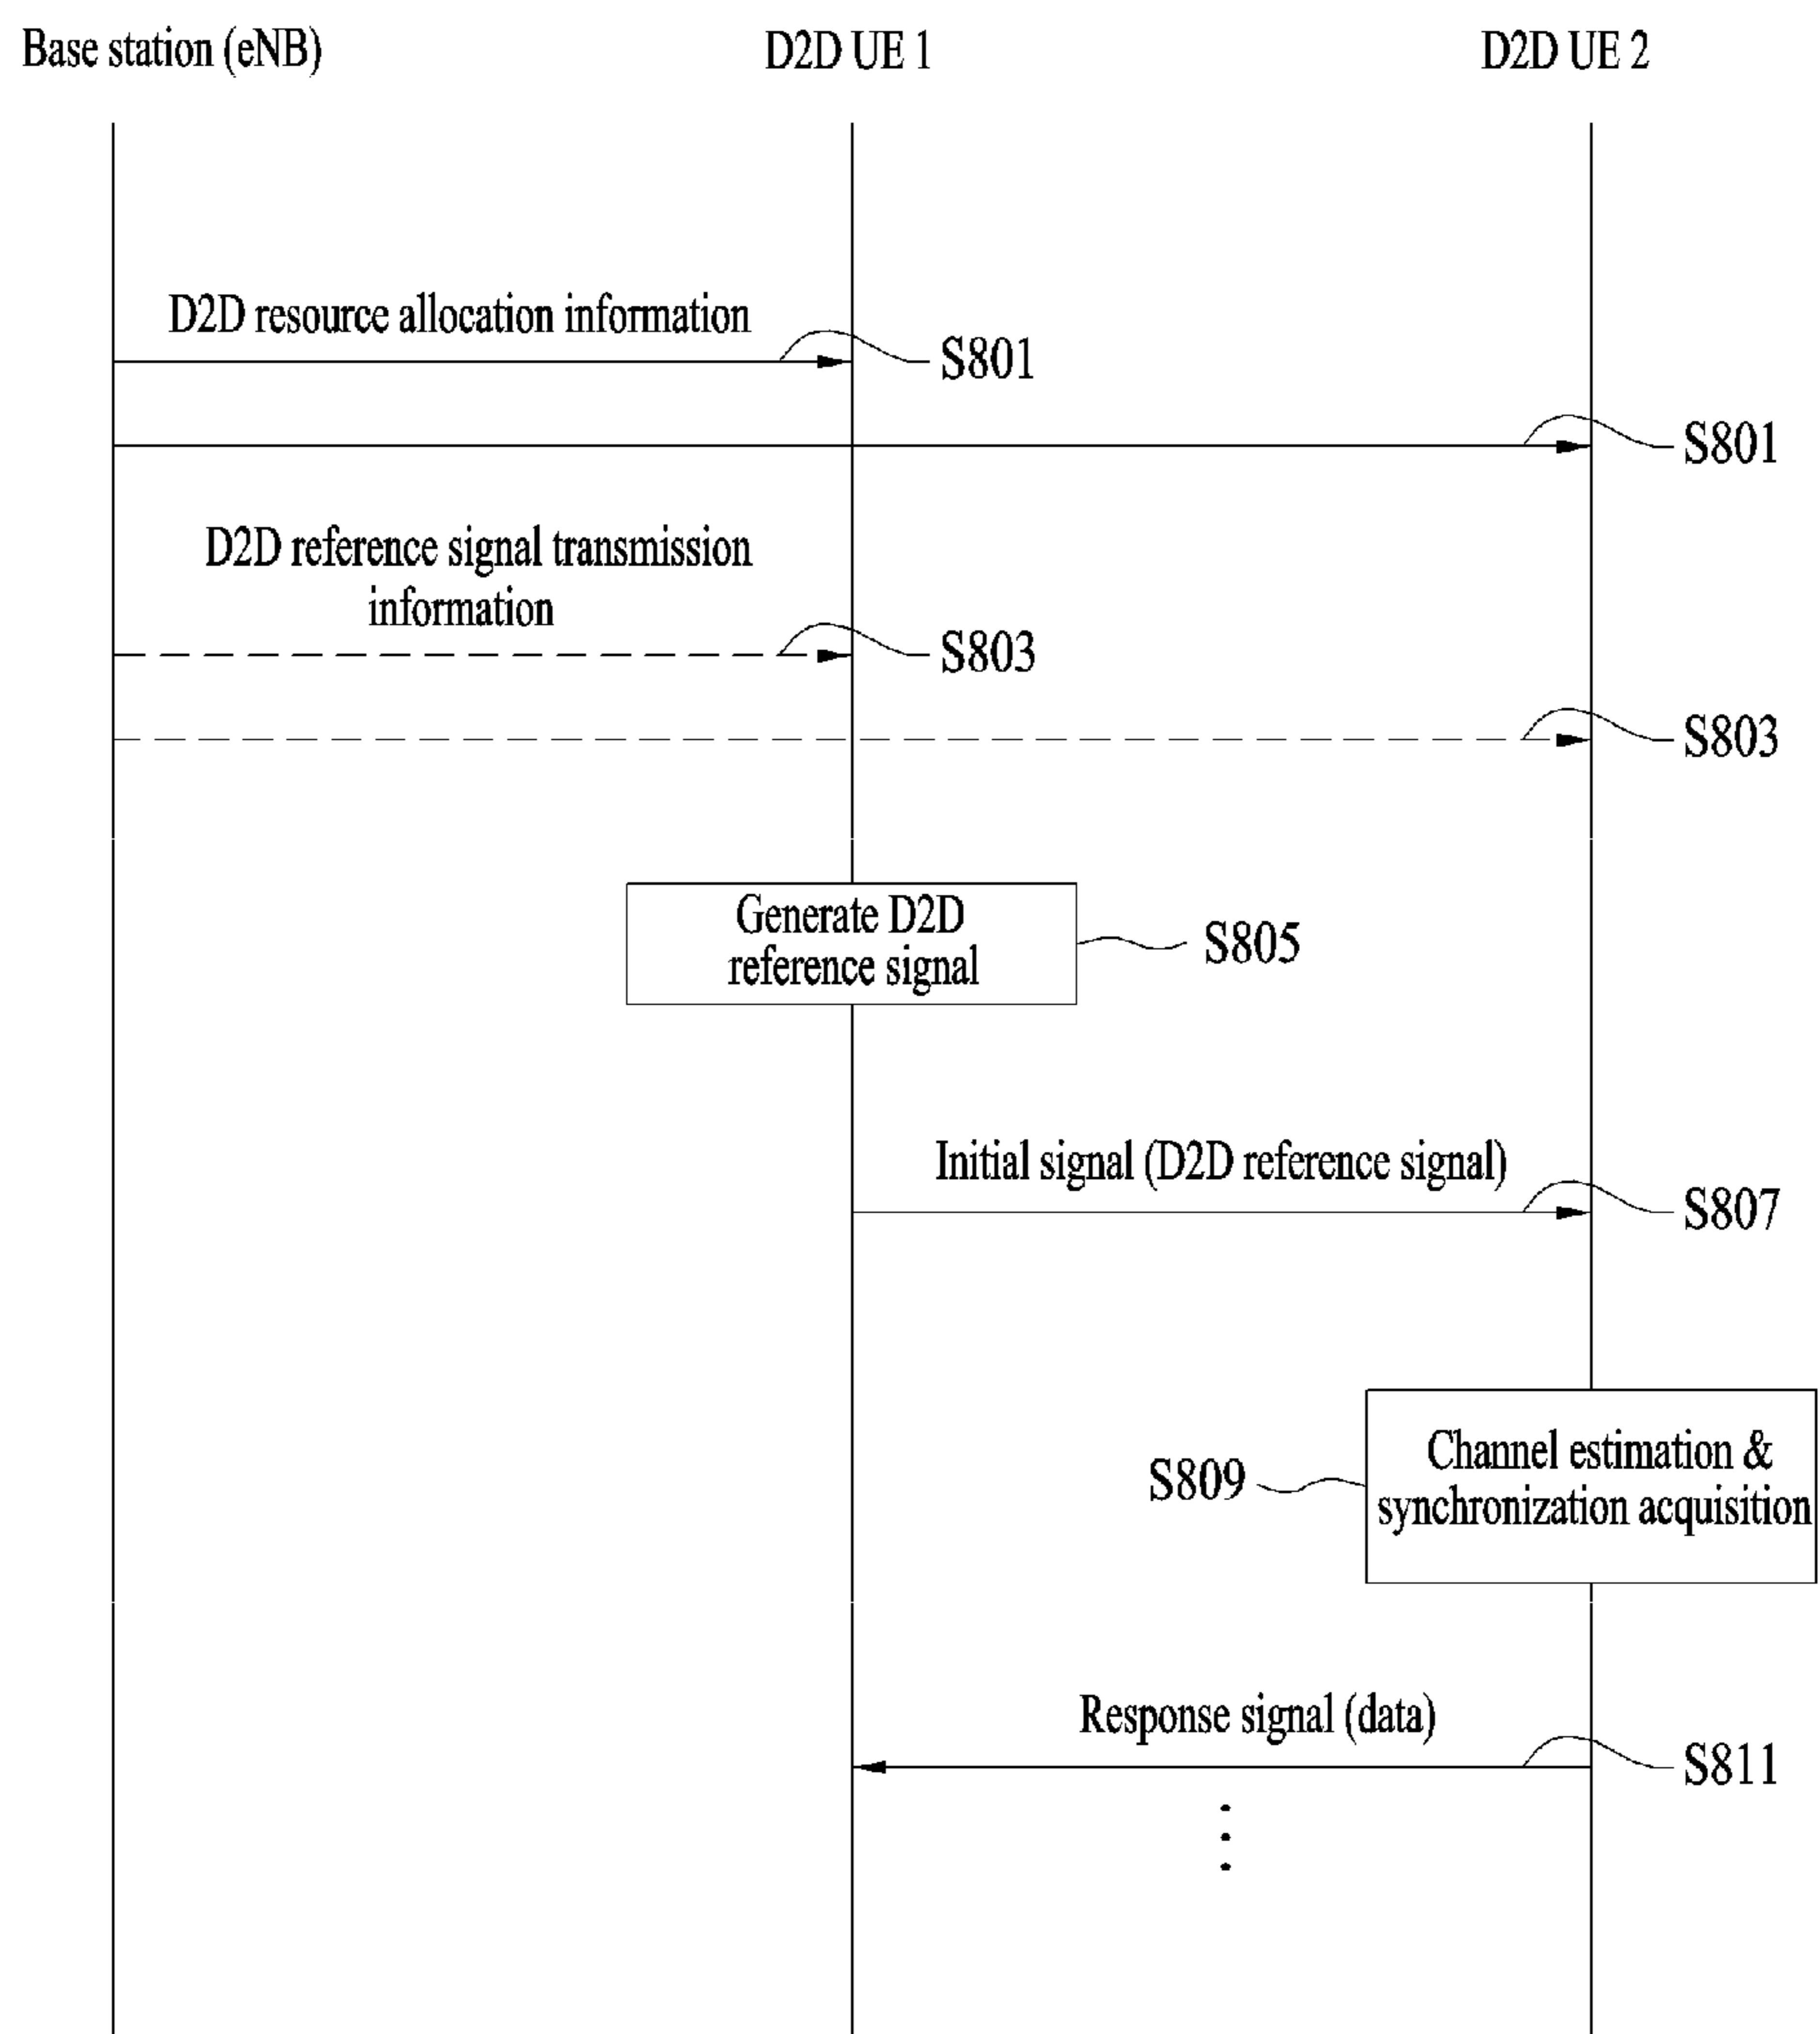 Base station (eNB)
D2D UE 1
D2D UE 2
D2D resource allocation information
S801
S801
D2D reference signal transmission
information
S803
S803
Generate D2D
reference signal
S805
Initial signal (D2D reference signal)
S807
Channel estimation &
synchronization acquisition
S809
Response signal (data)
S811